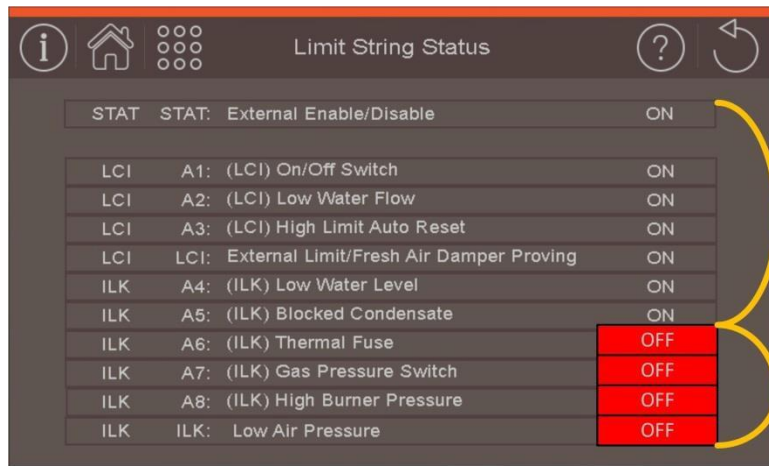 i Limit String Status ?
STAT STAT: External Enable/Disable ON
LCI A1: (LCI) On/Off Switch ON
LCI A2: (LCI) Low Water Flow ON
LCI A3: (LCI) High Limit Auto Reset ON
LCI LCI: External Limit/Fresh Air Damper Proving ON
ILK A4: (ILK) Low Water Level ON
ILK A5: (ILK) Blocked Condensate ON
ILK A6: (ILK) Thermal Fuse OFF
ILK A7: (ILK) Gas Pressure Switch OFF
ILK A8: (ILK) High Burner Pressure OFF
ILK ILK: Low Air Pressure OFF